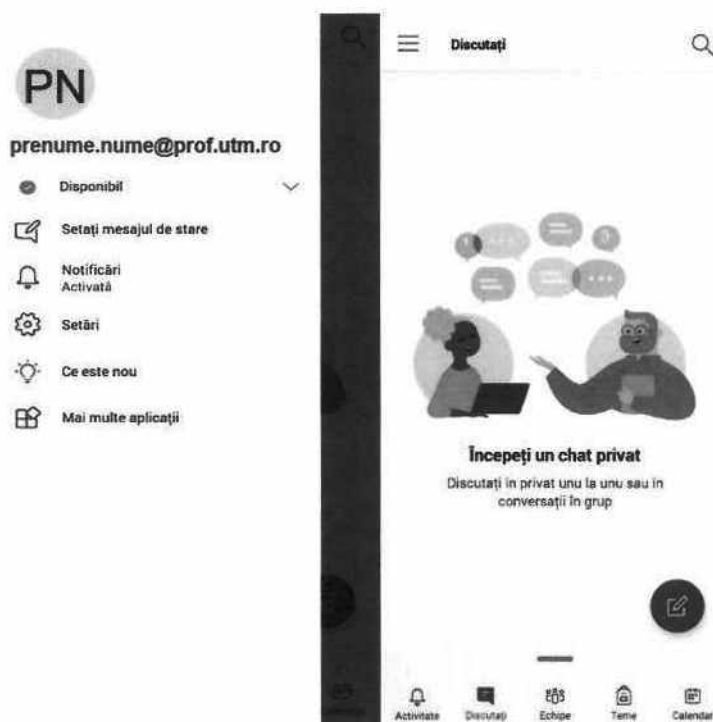 PN
prenume.nume@prof.utm.ro
Disponibil
Setați mesajul de stare
Notificări
Activată
Setări
Ce este nou
Mai multe aplicații
Discutați
Începeți un chat privat
Discutați in privat unu la unu sau in
conversații în grup
Activitate
Discutați
Echipe
Teme
Calendar